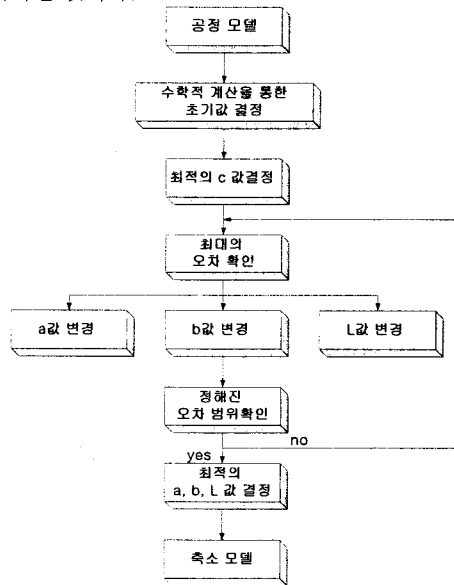 공정 모델
수학적 계산을 통한
초기값 결정
최적의 c 값결정
최대의
오차 확인
a값 변경
b값 변경
L값 변경
정해진
오차 범위확인
no
yes
최적의
a, b, L 값 결정
축소 모델